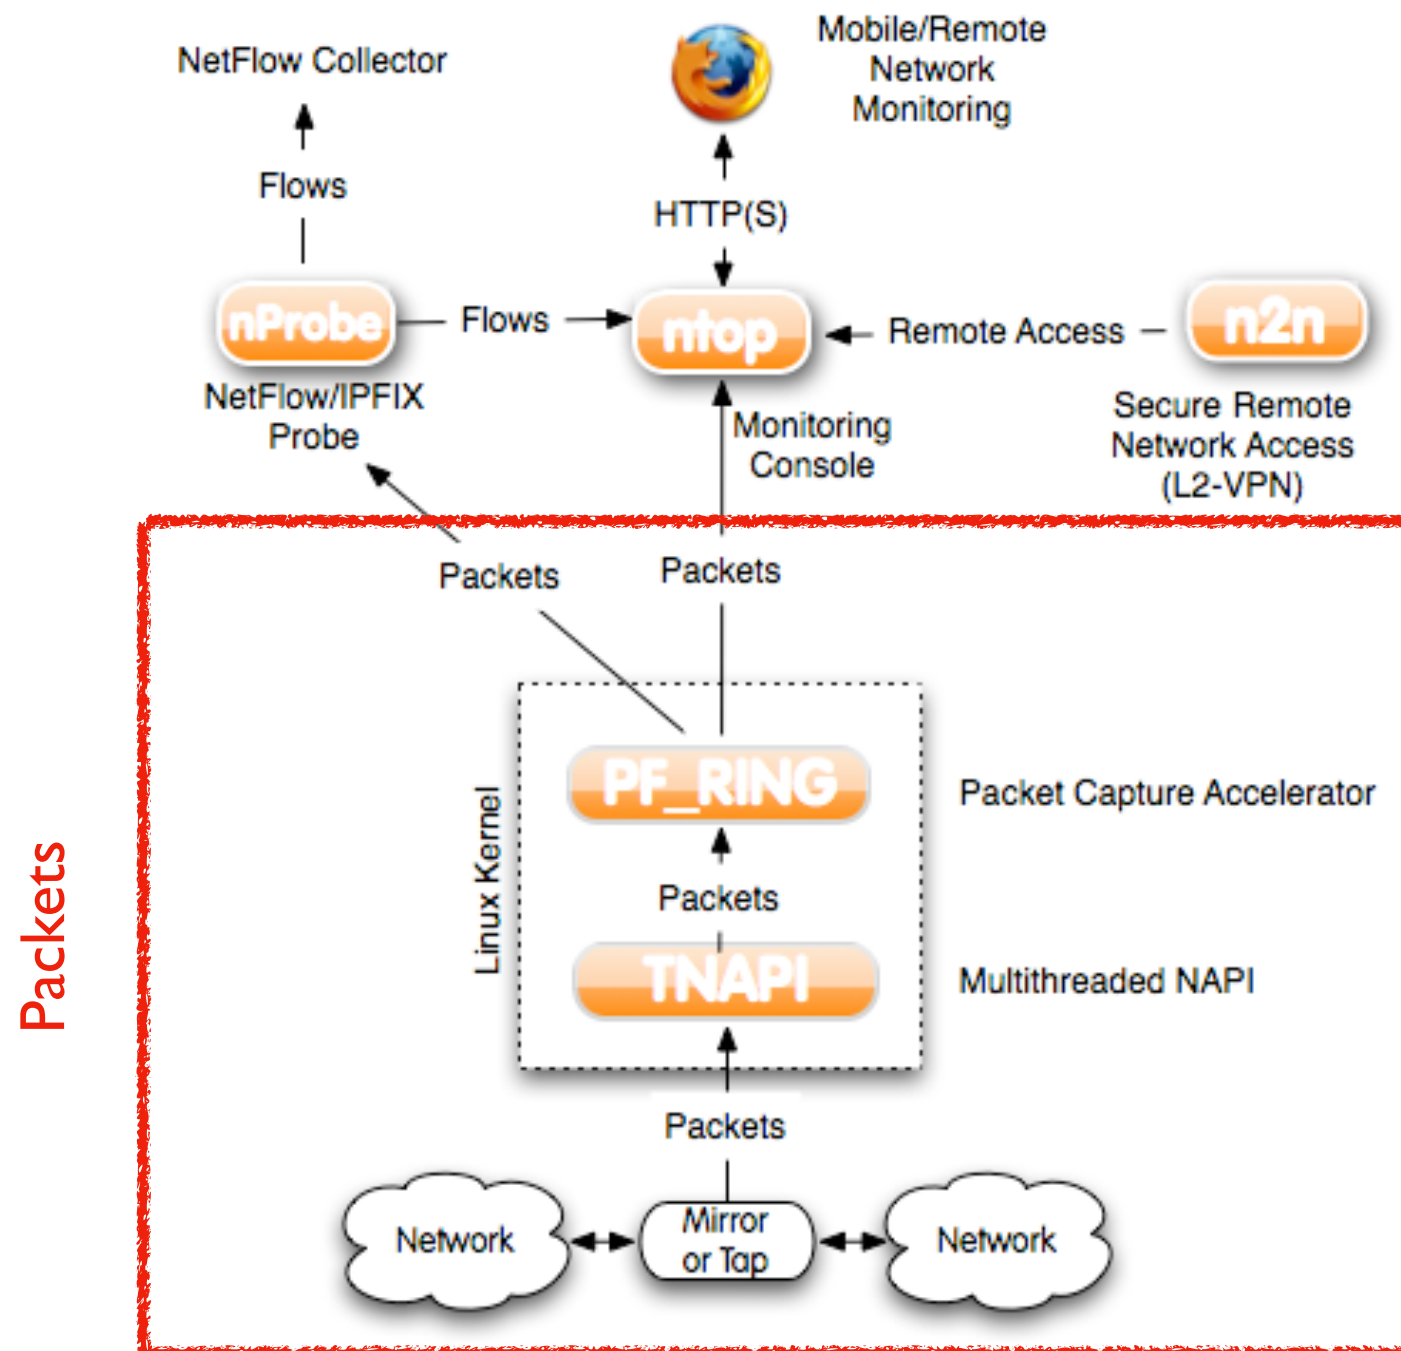 NetFlow Collector
Mobile/Remote
Network
Monitoring
Flows
HTTP(S)
nProbe
Flows
ntop
Remote Access
n2n
NetFlow/IPFIX
Probe
Monitoring
Console
Secure Remote
Network Access
(L2-VPN)
Packets
Packets
Packets
Linux Kernel
PF_RING
Packet Capture Accelerator
Packets
TNAPI
Multithreaded NAPI
Packets
Network
Mirror
or Tap
Network